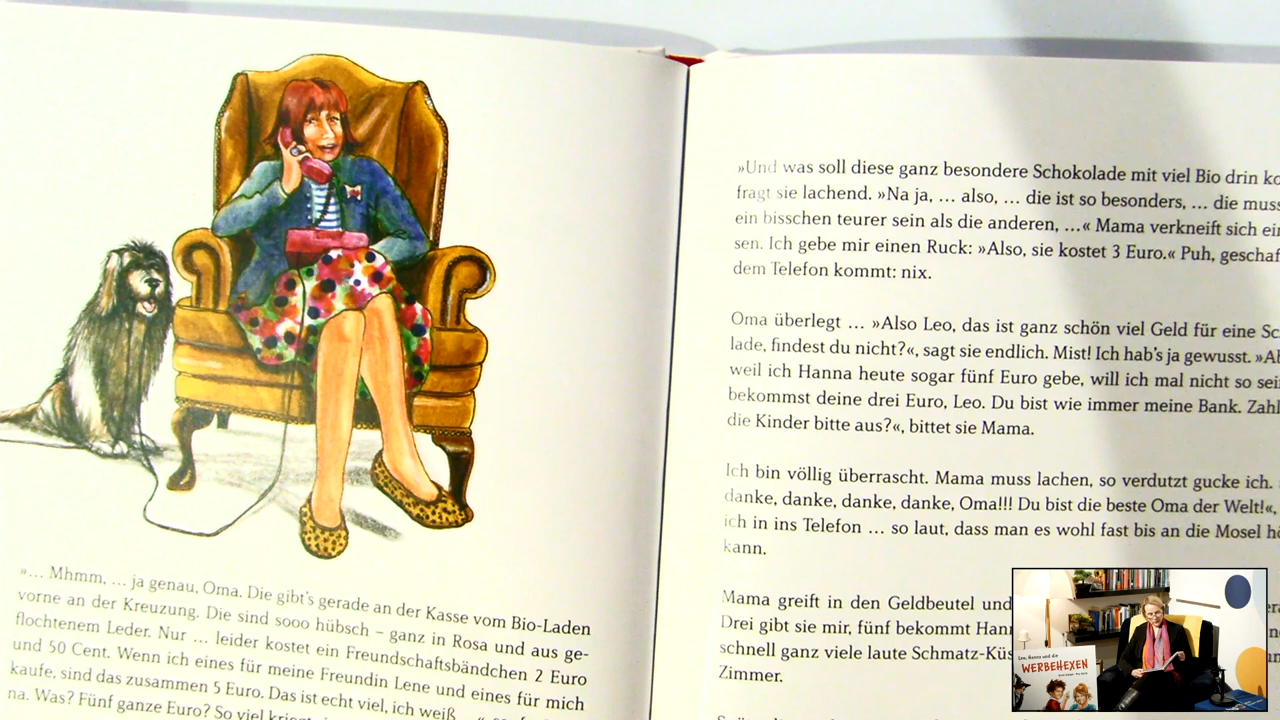 »… Mhmm, … ja genau, Oma. Die gibt's gerade an der Kasse vom Bio-Laden
vorne an der Kreuzung. Die sind sooo hübsch – ganz in Rosa und aus ge-
flochtenem Leder. Nur … leider kostet ein Freundschaftsbändchen 2 Euro
und 50 Cent. Wenn ich eines für meine Freundin Lene und eines für mich
kaufe, sind das zusammen 5 Euro. Das ist echt viel, ich weiß
na. Was? Fünf ganze Euro? So viel
»Und was soll diese ganz besondere Schokolade mit viel Bio drin
fragt sie lachend. »Na ja, … also, … die ist so besonders, … die muss
ein bisschen teurer sein als die anderen, …« Mama verkneift sich
sen. Ich gebe mir einen Ruck: »Also, sie kostet 3 Euro.« Puh,
dem Telefon kommt: nix.
Oma überlegt … »Also Leo, das ist ganz schön viel Geld für eine
lade, findest du nicht?«, sagt sie endlich. Mist! Ich hab's ja gewusst.
weil ich Hanna heute sogar fünf Euro gebe, will ich mal nicht so
bekommst deine drei Euro, Leo. Du bist wie immer meine Bank.
die Kinder bitte aus?«, bittet sie Mama.
Ich bin völlig überrascht. Mama muss lachen, so verdutzt gucke ich.
danke, danke, danke, danke, Oma!!! Du bist die beste Oma der Welt!«,
ich in ins Telefon … so laut, dass man es wohl fast bis an die Mosel
kann.
Mama greift in den Geldbeutel und
Drei gibt sie mir, fünf bekommt
schnell ganz viele laute
Zimmer.
Leo, Hanna und die
WERBEHEXEN